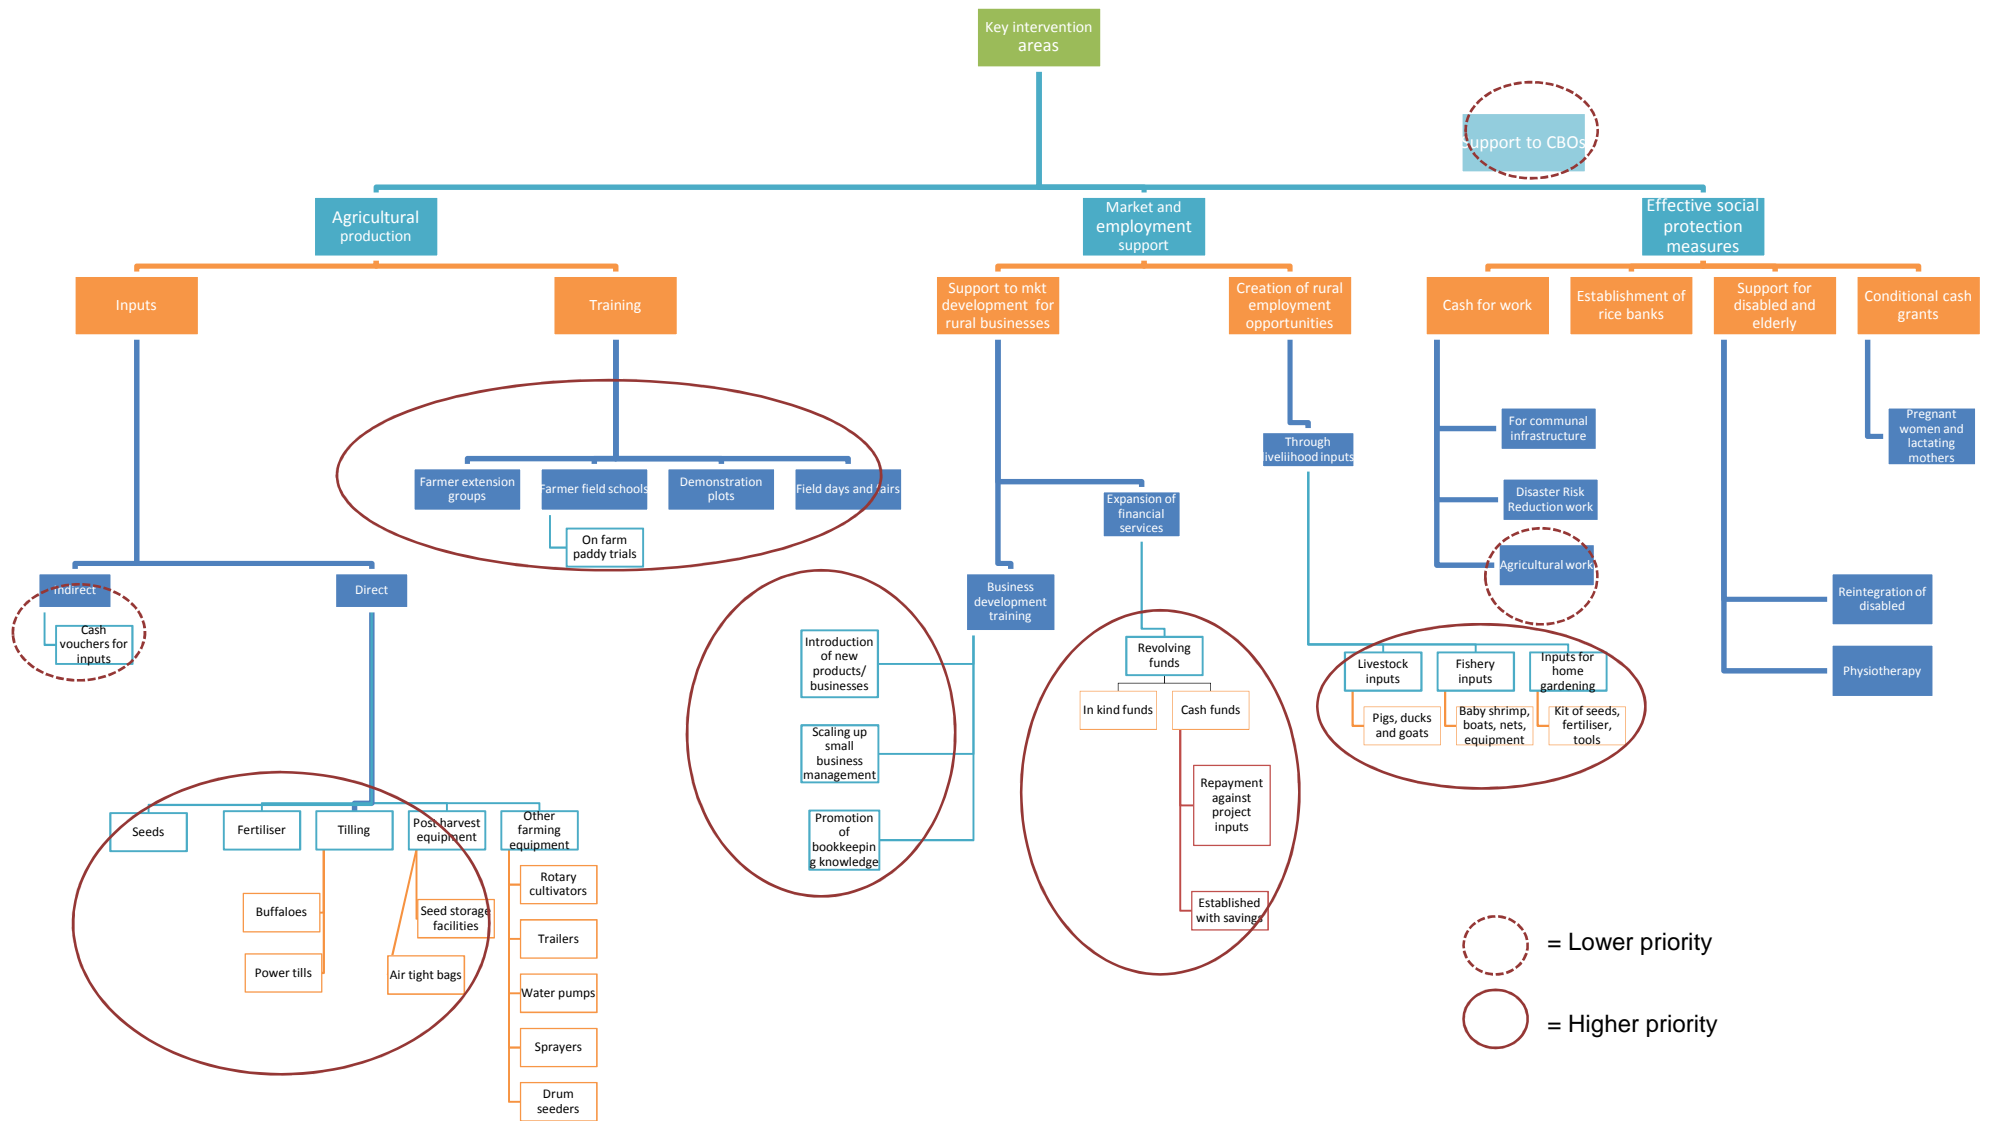 Key intervention
areas
Support to CBOs
Agricultural
production
Market and
employment
support
Effective social
protection
measures
Inputs
Training
Support to mkt
development for
rural businesses
Creation of rural
employment
opportunities
Cash for work
Establishment of
rice banks
Support for
disabled and
elderly
Conditional cash
grants
Farmer extension
groups
Farmer field schools
Demonstration
plots
Field days and fairs
On farm
paddy trials
Through
liveliihood inputs
For communal
infrastructure
Pregnant
women and
lactating
mothers
Expansion of
financial
services
Disaster Risk
Reduction work
Agricultural work
Indirect
Cash
vouchers for
inputs
Direct
Business
development
training
Reintegration of
disabled
Physiotherapy
Introduction
of new
products/
businesses
Scaling up
small
business
management
Promotion
of
bookkeepin
g knowledge
Revolving
funds
In kind funds
Cash funds
Repayment
against
project
inputs
Established
with savings
Livestock
inputs
Fishery
inputs
Inputs for
home
gardening
Pigs, ducks
and goats
Baby shrimp,
boats, nets,
equipment
Kit of seeds,
fertiliser,
tools
Seeds
Fertiliser
Tilling
Post harvest
equipment
Other
farming
equipment
Buffaloes
Power tills
Seed storage
facilities
Air tight bags
Rotary
cultivators
Trailers
Water pumps
Sprayers
Drum
seeders
= Lower priority
= Higher priority